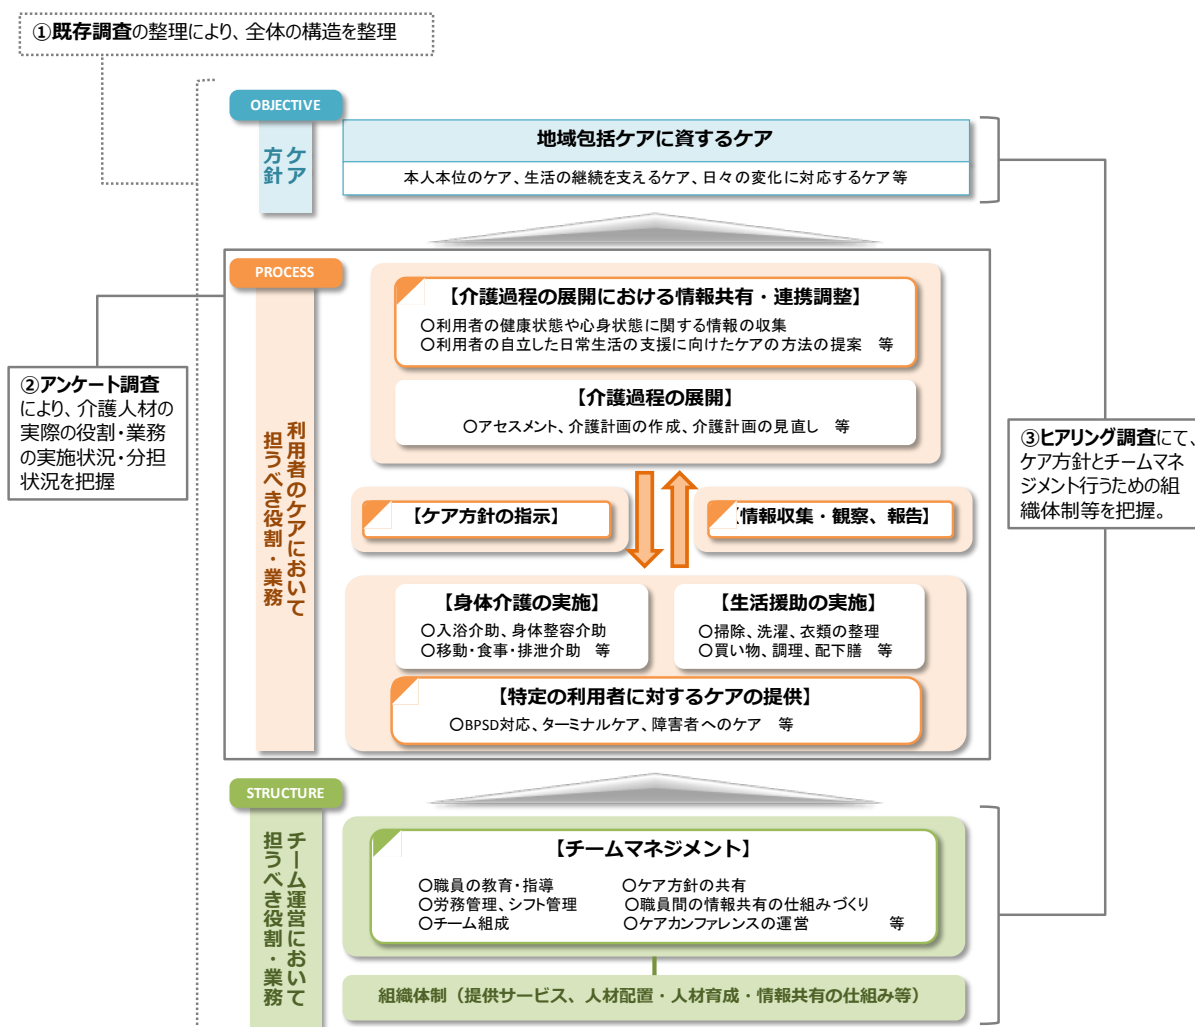 ①既存調査の整理により、全体の構造を整理
OBJECTIVE
ケア
方針
地域包括ケアに資するケア
本人本位のケア、生活の継続を支えるケア、日々の変化に対応するケア等
PROCESS
利用者のケアにおいて
担うべき役割・業務
【介護過程の展開における情報共有・連携調整】
○利用者の健康状態や心身状態に関する情報の収集
○利用者の自立した日常生活の支援に向けたケアの方法の提案 等
【介護過程の展開】
○アセスメント、介護計画の作成、介護計画の見直し 等
②アンケート調査
により、介護人材の
実際の役割・業務
の実施状況・分担
状況を把握
③ヒアリング調査にて、
ケア方針とチームマネ
ジメント行うための組
織体制等を把握。
【ケア方針の指示】
【情報収集・観察、報告】
【身体介護の実施】
○入浴介助、身体整容介助
○移動・食事・排泄介助 等
【生活援助の実施】
○掃除、洗濯、衣類の整理
○買い物、調理、配下膳 等
【特定の利用者に対するケアの提供】
○BPSD対応、ターミナルケア、障害者へのケア 等
STRUCTURE
チーム運営において
担うべき役割・業務
【チームマネジメント】
○職員の教育・指導 ○ケア方針の共有
○労務管理、シフト管理 ○職員間の情報共有の仕組みづくり
○チーム組成 ○ケアカンファレンスの運営 等
組織体制（提供サービス、人材配置・人材育成・情報共有の仕組み等）